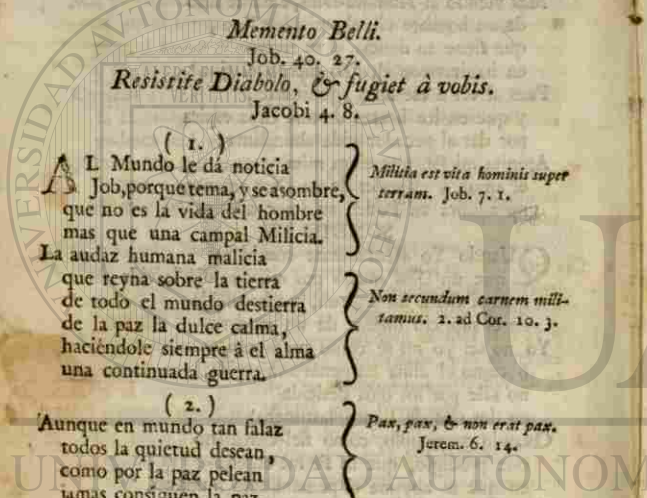 Memento Belli.
Job. 40. 27.
Resistite Diabolo, & fugiet à vobis.
Jacobi 4. 8.
( 1. )
AL Mundo le dá noticia
Job, porque tema, y se asombre,
que no es la vida del hombre
mas que una campal Milicia.
La audaz humana malicia
que reyna sobre la tierra
de todo el mundo destierra
de la paz la dulce calma,
haciéndole siempre â el alma
una continuada guerra.
Militia est vita hominis super
terram. Job. 7. 1.
Non secundum carnem mili-
tamus. 2. ad Cor. 10. 3.
( 2. )
Aunque en mundo tan falaz
todos la quietud desean,
como por la paz pelean
jamas consiguen la paz
Pax, pax, & non erat pax.
Jerem. 6. 14.